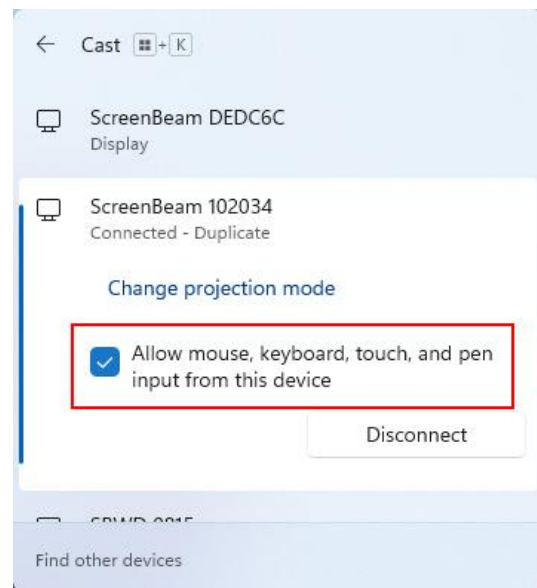 Cast + K
ScreenBeam DEDC6C
Display
ScreenBeam 102034
Connected - Duplicate
Change projection mode
Allow mouse, keyboard, touch, and pen
input from this device
Disconnect
Find other devices